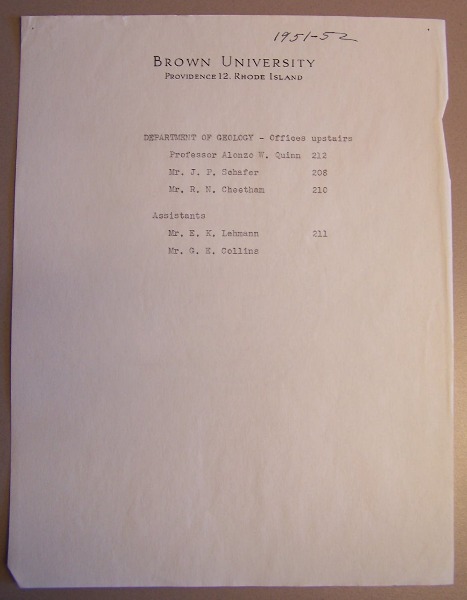 1951-52
BROWN UNIVERSITY
PROVIDENCE 12, RHODE ISLAND
DEPARTMENT OF GEOLOGY - Offices upstairs
Professor Alonzo W. Quinn 212
Mr. J. P. Schafer 208
Mr. R. N. Cheetham 210
Assistants
Mr. E. K. Lehmann 211
Mr. G. E. Collins